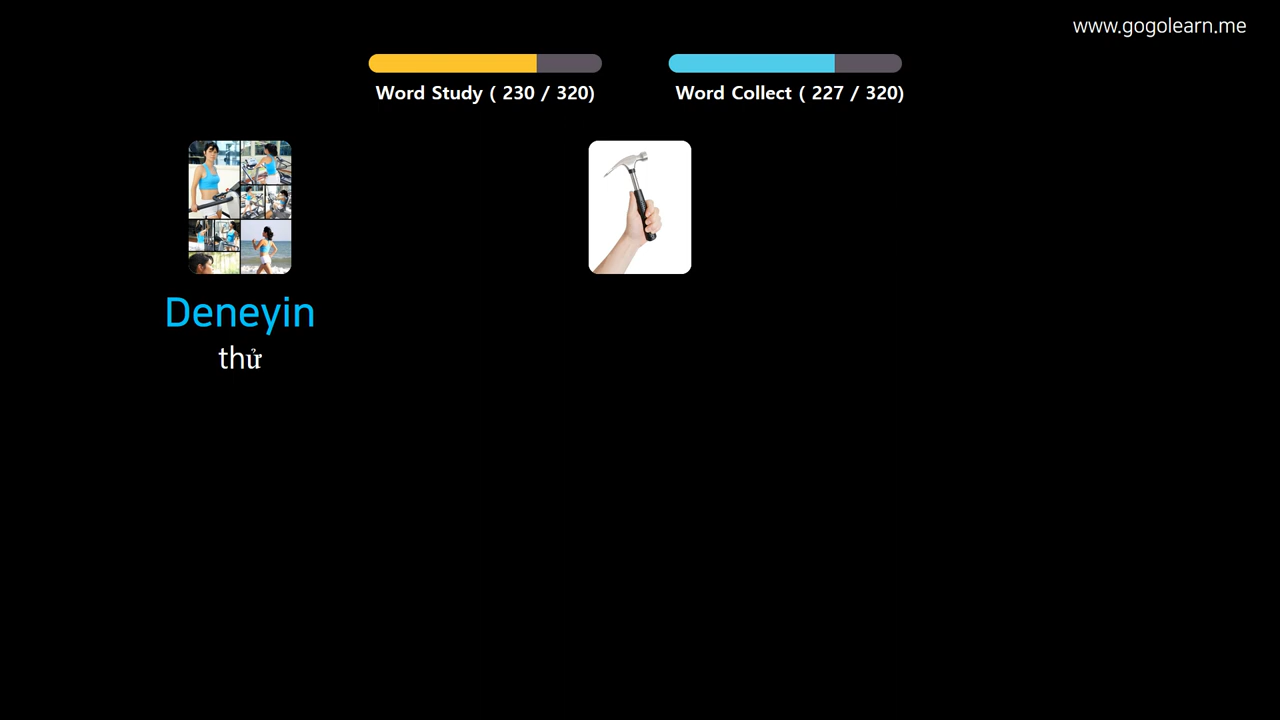 www.gogolearn.me
Word Study ( 230 / 320)
Word Collect ( 227 / 320)
Deneyin
thử